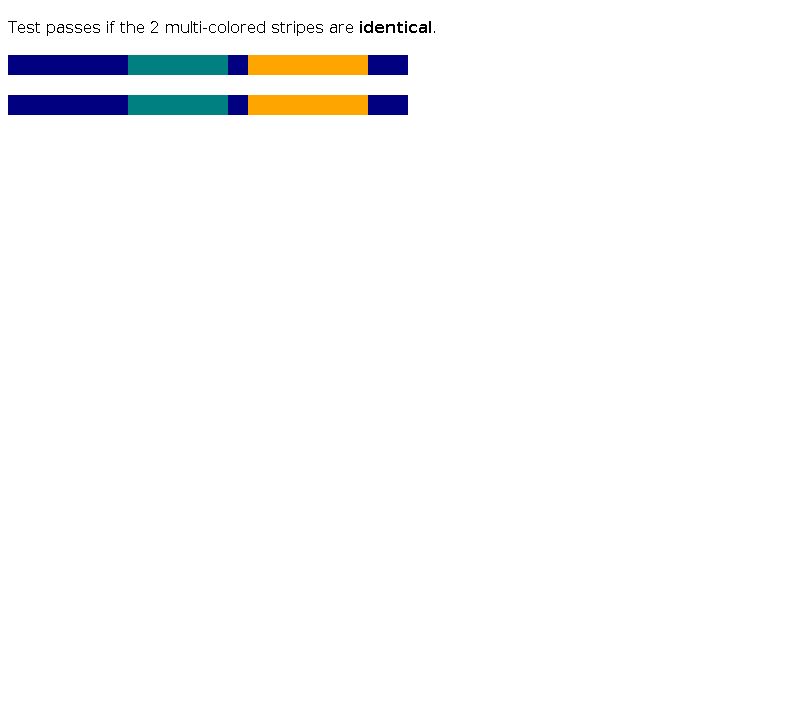 Test passes if the 2 multi-colored stripes are identical.